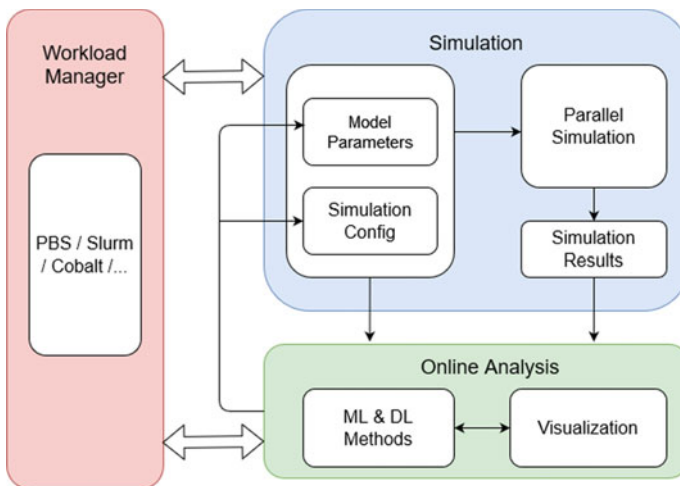 Workload
Manager
PBS / Slurm
/ Cobalt /...
Simulation
Model
Parameters
Simulation
Config
Parallel
Simulation
Simulation
Results
Online Analysis
ML & DL
Methods
Visualization